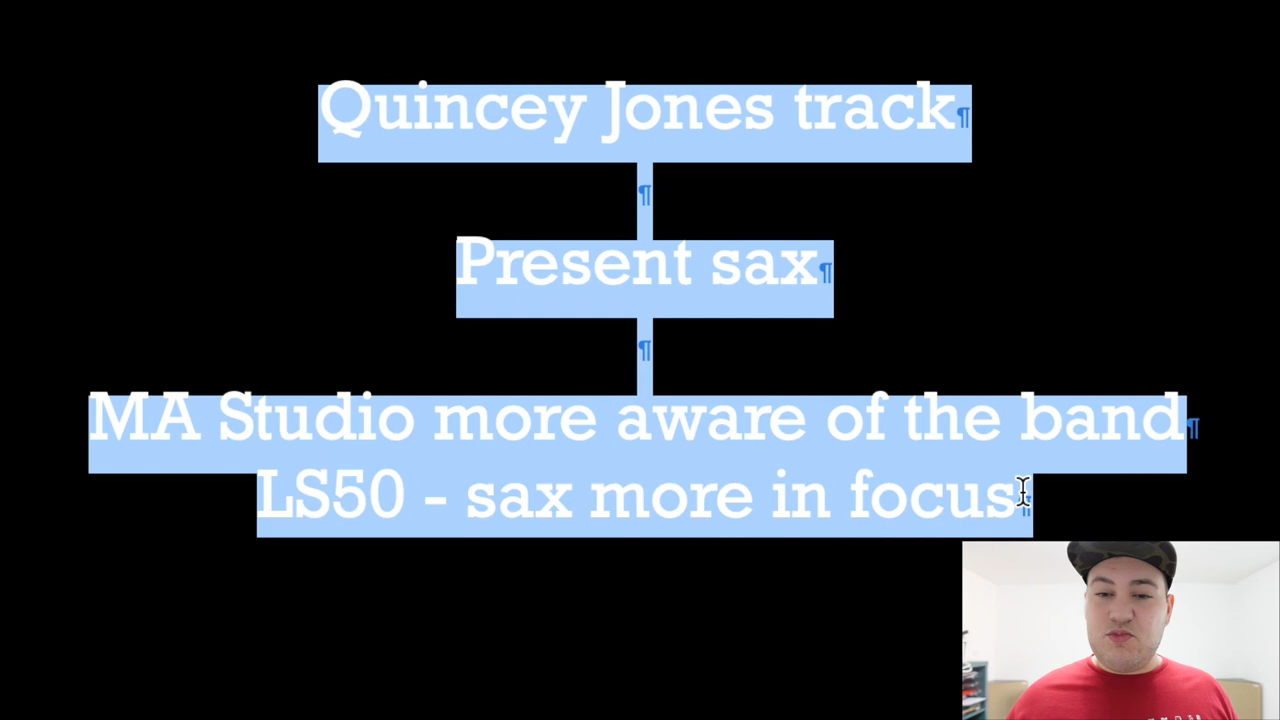 Quincey Jones track¶
¶
Present sax¶
¶
MA Studio more aware of the band¶
LS50 - sax more in focus¶